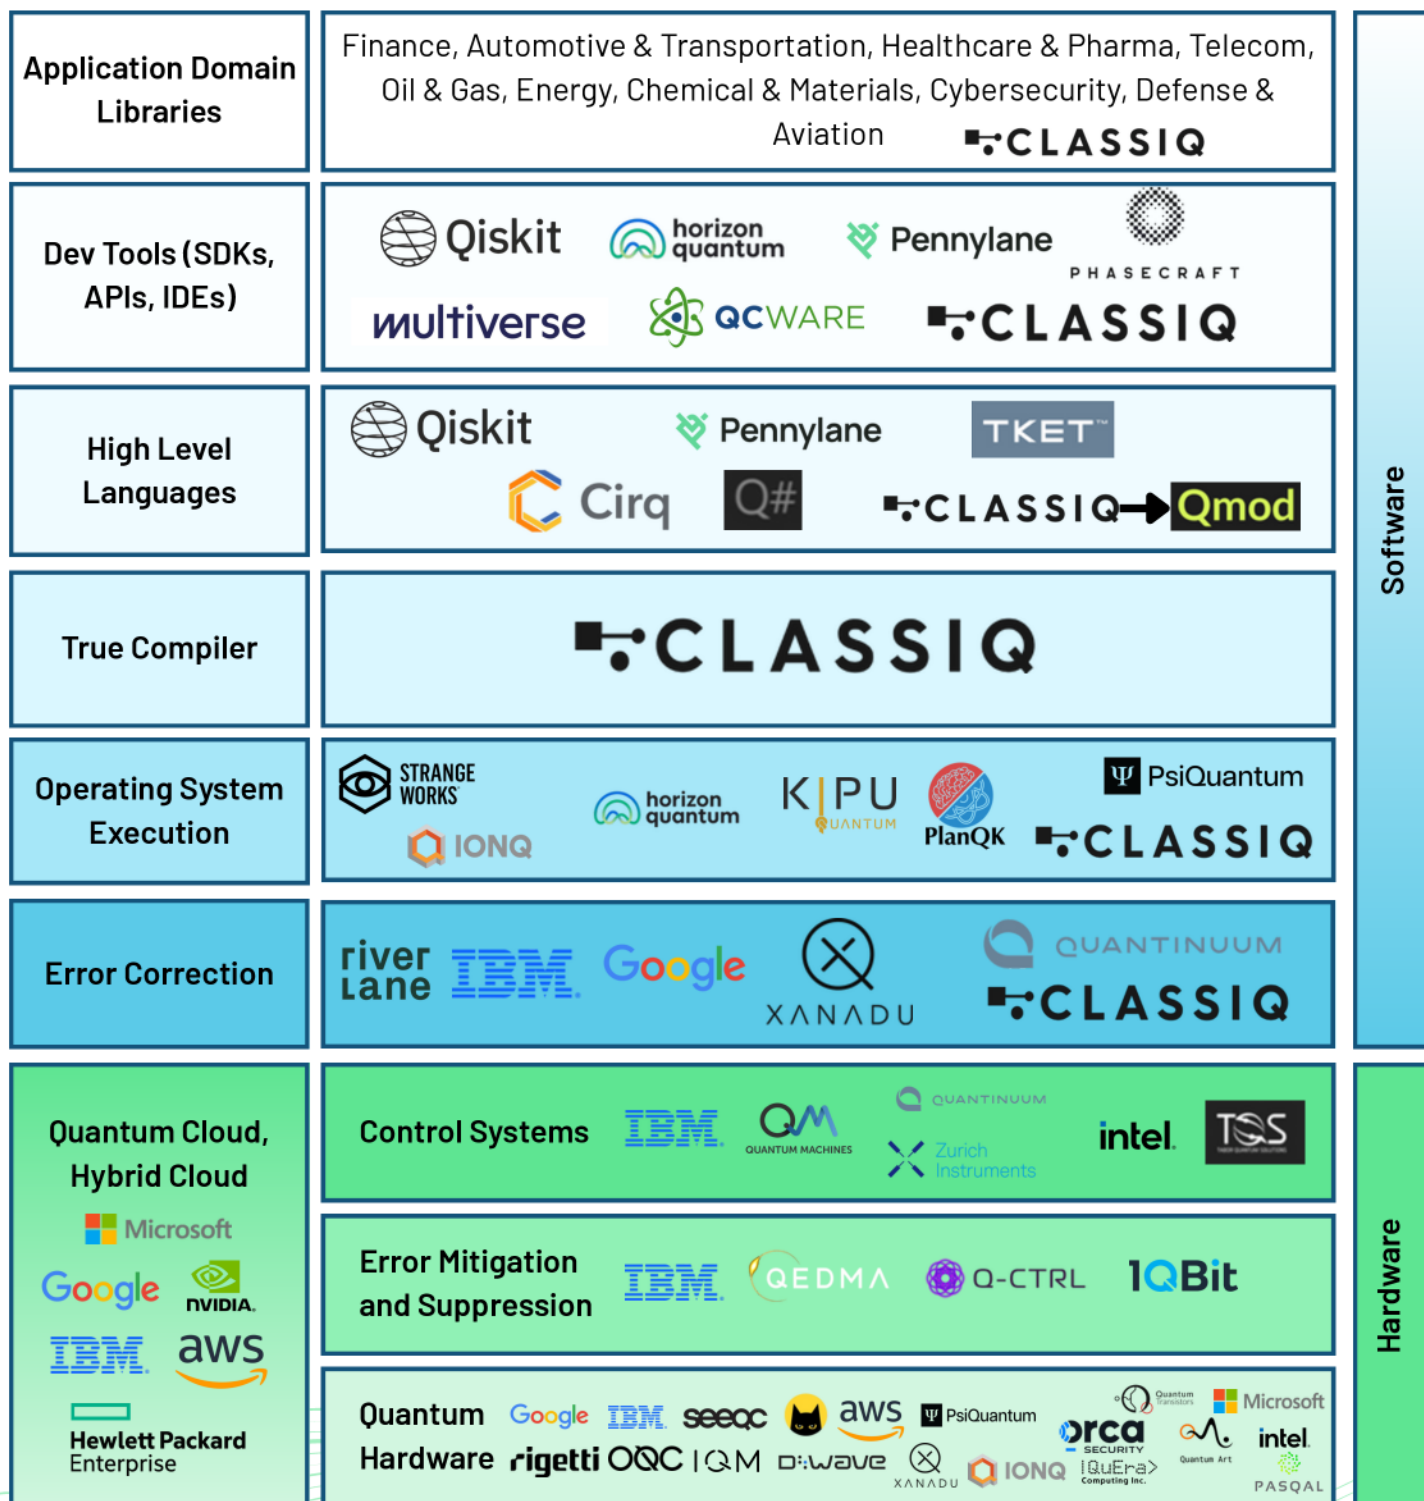 Application Domain
Libraries
Finance, Automotive & Transportation, Healthcare & Pharma, Telecom,
Oil & Gas, Energy, Chemical & Materials, Cybersecurity, Defense &
Aviation
CLASSIQ
Dev Tools (SDKs,
APIs, IDEs)
Qiskit
horizon
quantum
Pennylane
PHASECRAFT
multiverse
QCWARE
CLASSIQ
High Level
Languages
Qiskit
Pennylane
TKET™
Cirq
Q#
CLASSIQ
Qmod
True Compiler
CLASSIQ
Operating System
Execution
STRANGE
WORKS
horizon
quantum
KIPU
QUANTUM
PlanQK
PsiQuantum
IONQ
CLASSIQ
Error Correction
river
Lane
IBM.
Google
XANADU
QUANTINUUM
CLASSIQ
Software
Quantum Cloud,
Hybrid Cloud
Microsoft
Google
NVIDIA.
IBM.
aws
Hewlett Packard
Enterprise
Control Systems
IBM.
QM
QUANTUM MACHINES
QUANTINUUM
Zurich
Instruments
intel.
TQS
Error Mitigation
and Suppression
IBM.
QEDMA
Q-CTRL
1QBit
Quantum
Hardware
Google
IBM.
seeqc
aws
PsiQuantum
Quantum
Transistors
Microsoft
rigetti
OQC
IQM
D:wave
XANADU
IONQ
orca
SECURITY
QuEra>
Computing Inc.
Quantum Art
intel.
PASQAL
Hardware